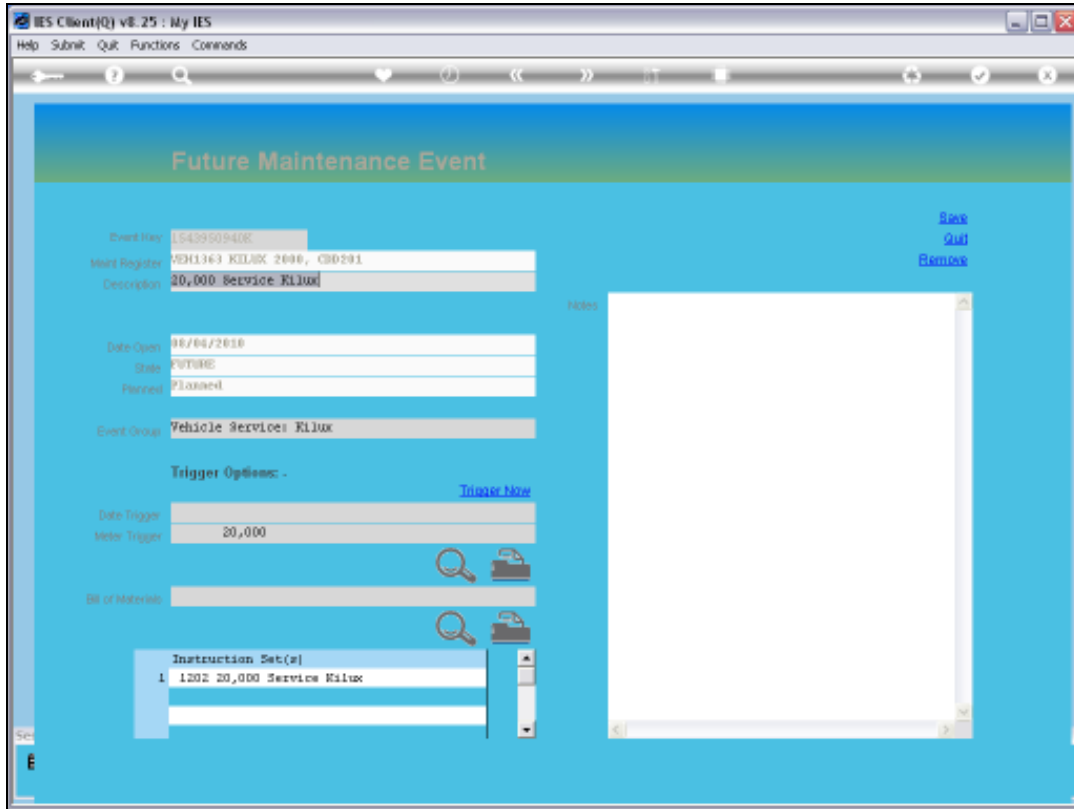 IES Client(Q) v8.25 : My IES
Help Submit Quit Functions Commands
Future Maintenance Event
Save
Quit
Remove
Event Key 154395094OK
Maint Register VEH1363 KILUX 2000, CDD201
Description 20,000 Service Kilux
Notes
Date Open 08/04/2010
State FUTURE
Planned Planned
Event Group Vehicle Service: Kilux
Trigger Options: -
Trigger Now
Date Trigger
Meter Trigger 20,000
Bill of Materials
Instruction Set(s)
1 1202 20,000 Service Kilux